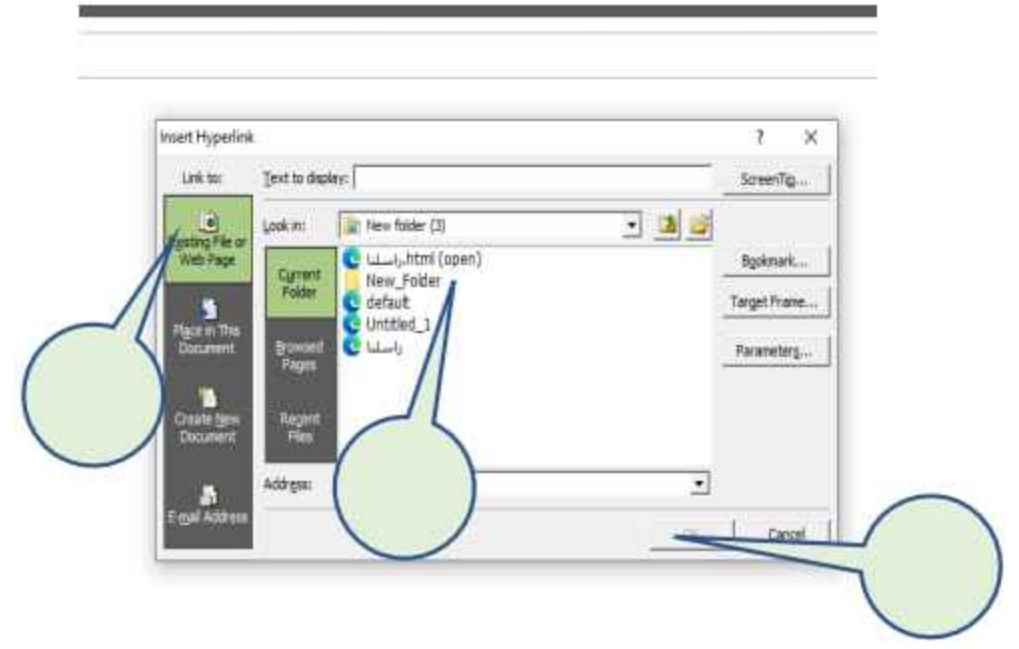 Insert Hyperlink
? X
Link to:
Text to display:
ScreenTip...
Existing File or
Web Page
Look in:
New folder (3)
Current
Folder
راسلنا.html (open)
New_Folder
default
Untitled_1
راسلنا
Bookmark...
Target Frame...
Place in This
Document
Browsed
Pages
Parameters...
Create New
Document
Recent
Files
Address:
E-mail Address
Cancel